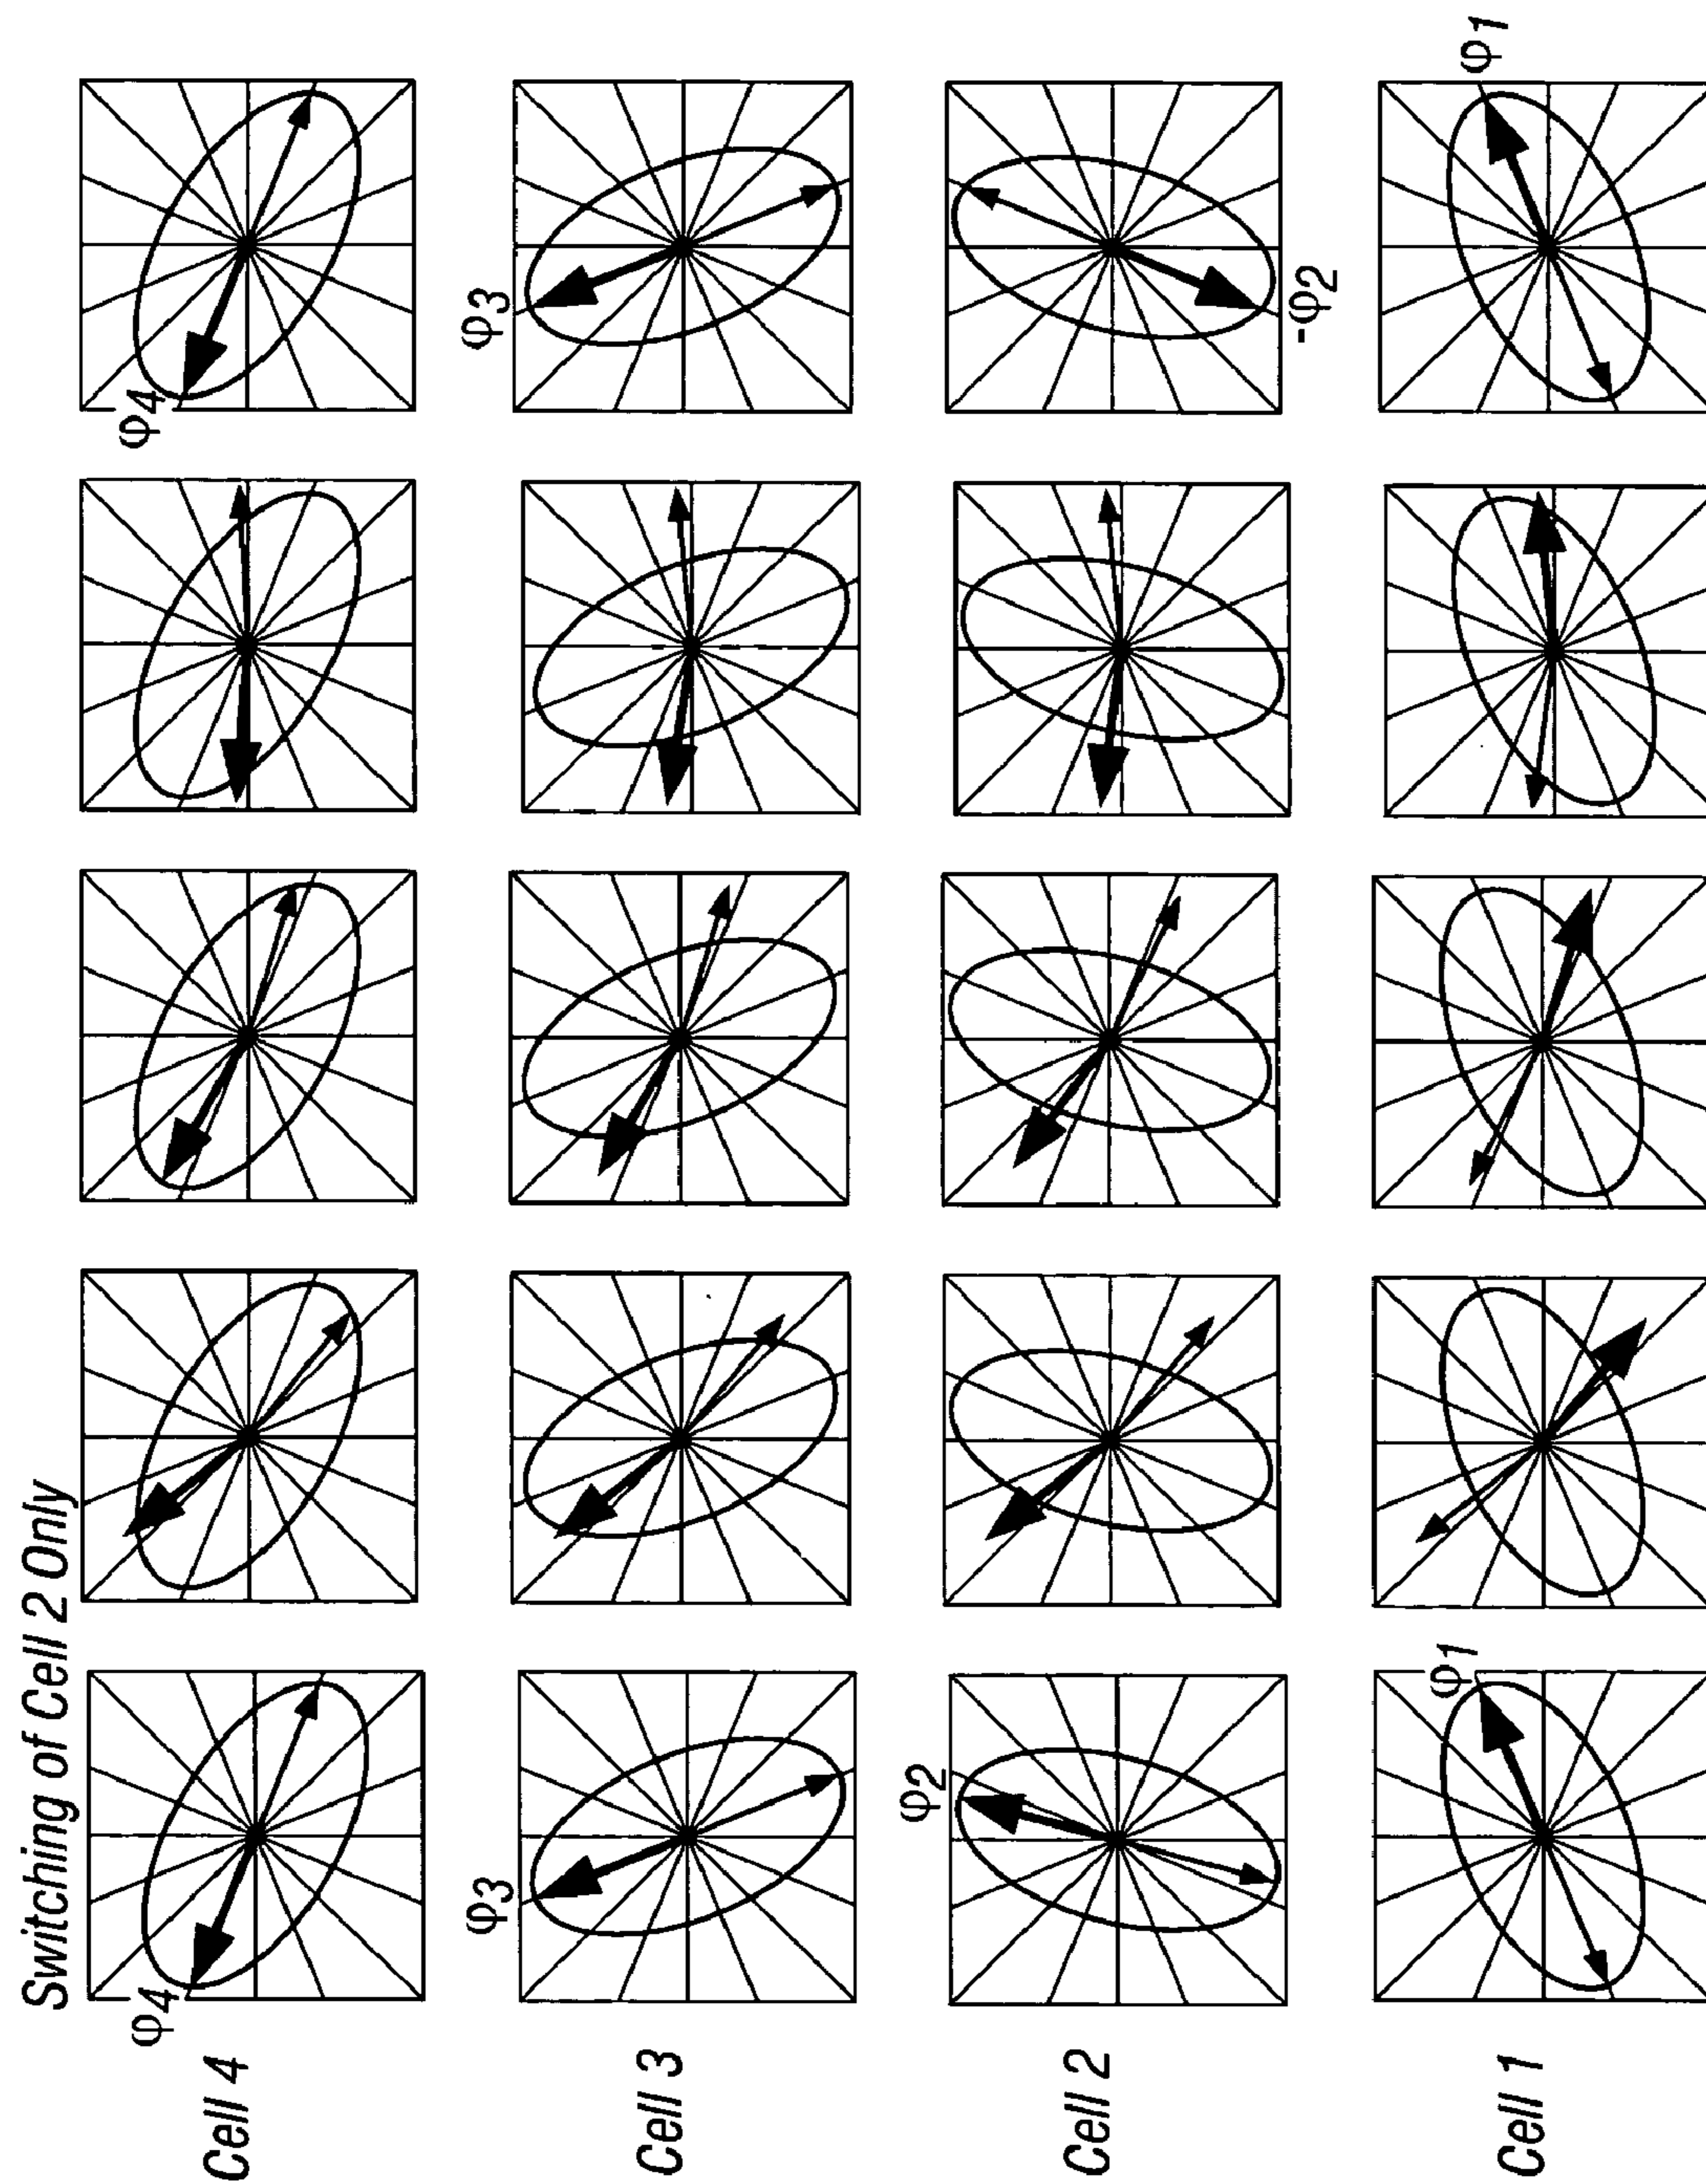 Switching of Cell 2 Only
φ4
φ4
Cell 4
φ3
φ3
Cell 3
φ2
Cell 2
-φ2
φ1
φ1
Cell 1